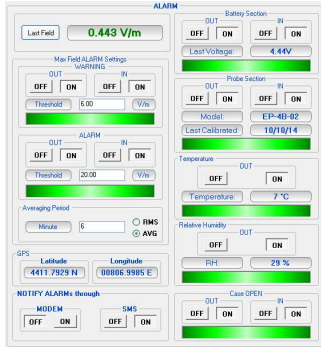 ALARM
Last Field
0.443 V/m
Max Field ALARM Settings
WARNING
OUT IN
OFF ON OFF ON
Threshold 6.00 V/m
ALARM
OUT IN
OFF ON OFF ON
Threshold 20.00 V/m
Averaging Period
Minute 6
RMS
AVG
GPS
Latitude Longitude
4411.7929 N 00806.9985 E
NOTIFY ALARMs through
MODEM SMS
OFF ON OFF ON
Battery Section
OUT IN
OFF ON OFF ON
Last Voltage: 4.44V
Probe Section
OUT IN
OFF ON OFF ON
Model: EP-4B-02
Last Calibrated: 10/10/14
Temperature
OUT
OFF ON
Temperature: 7 °C
Relative Humidity
OUT
OFF ON
RH: 29 %
Case OPEN
OUT IN
OFF ON OFF ON